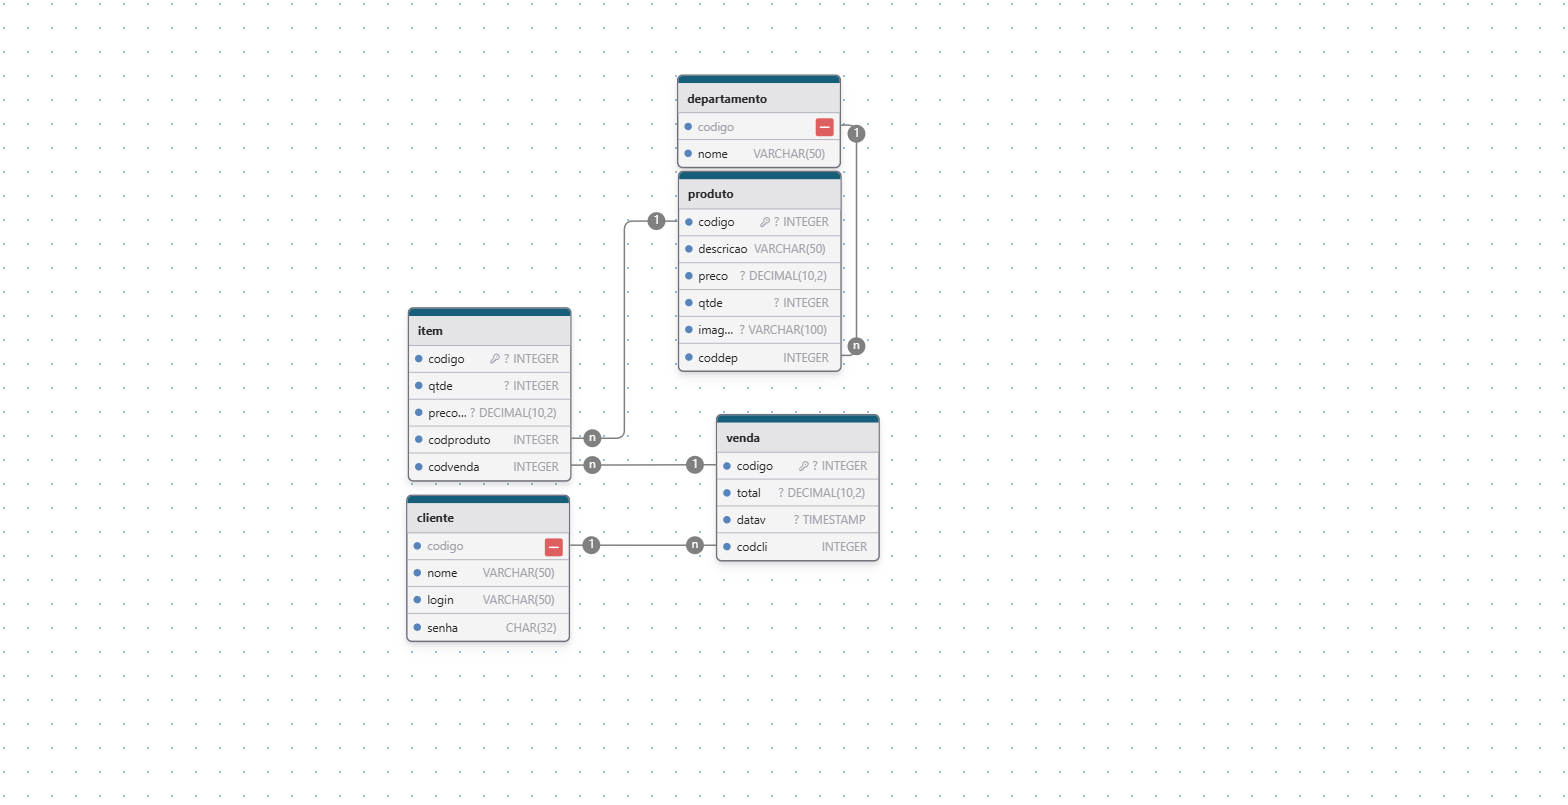 departamento
codigo
1
nome VARCHAR(50)
produto
1
codigo ? INTEGER
descricao VARCHAR(50)
preco ? DECIMAL(10,2)
qtde ? INTEGER
imag... ? VARCHAR(100)
n
coddep INTEGER
item
codigo ? INTEGER
qtde ? INTEGER
preco... ? DECIMAL(10,2)
codproduto INTEGER
n
codvenda INTEGER
n
1
venda
codigo ? INTEGER
total ? DECIMAL(10,2)
datav ? TIMESTAMP
codcli INTEGER
cliente
codigo
1
n
nome VARCHAR(50)
login VARCHAR(50)
senha CHAR(32)